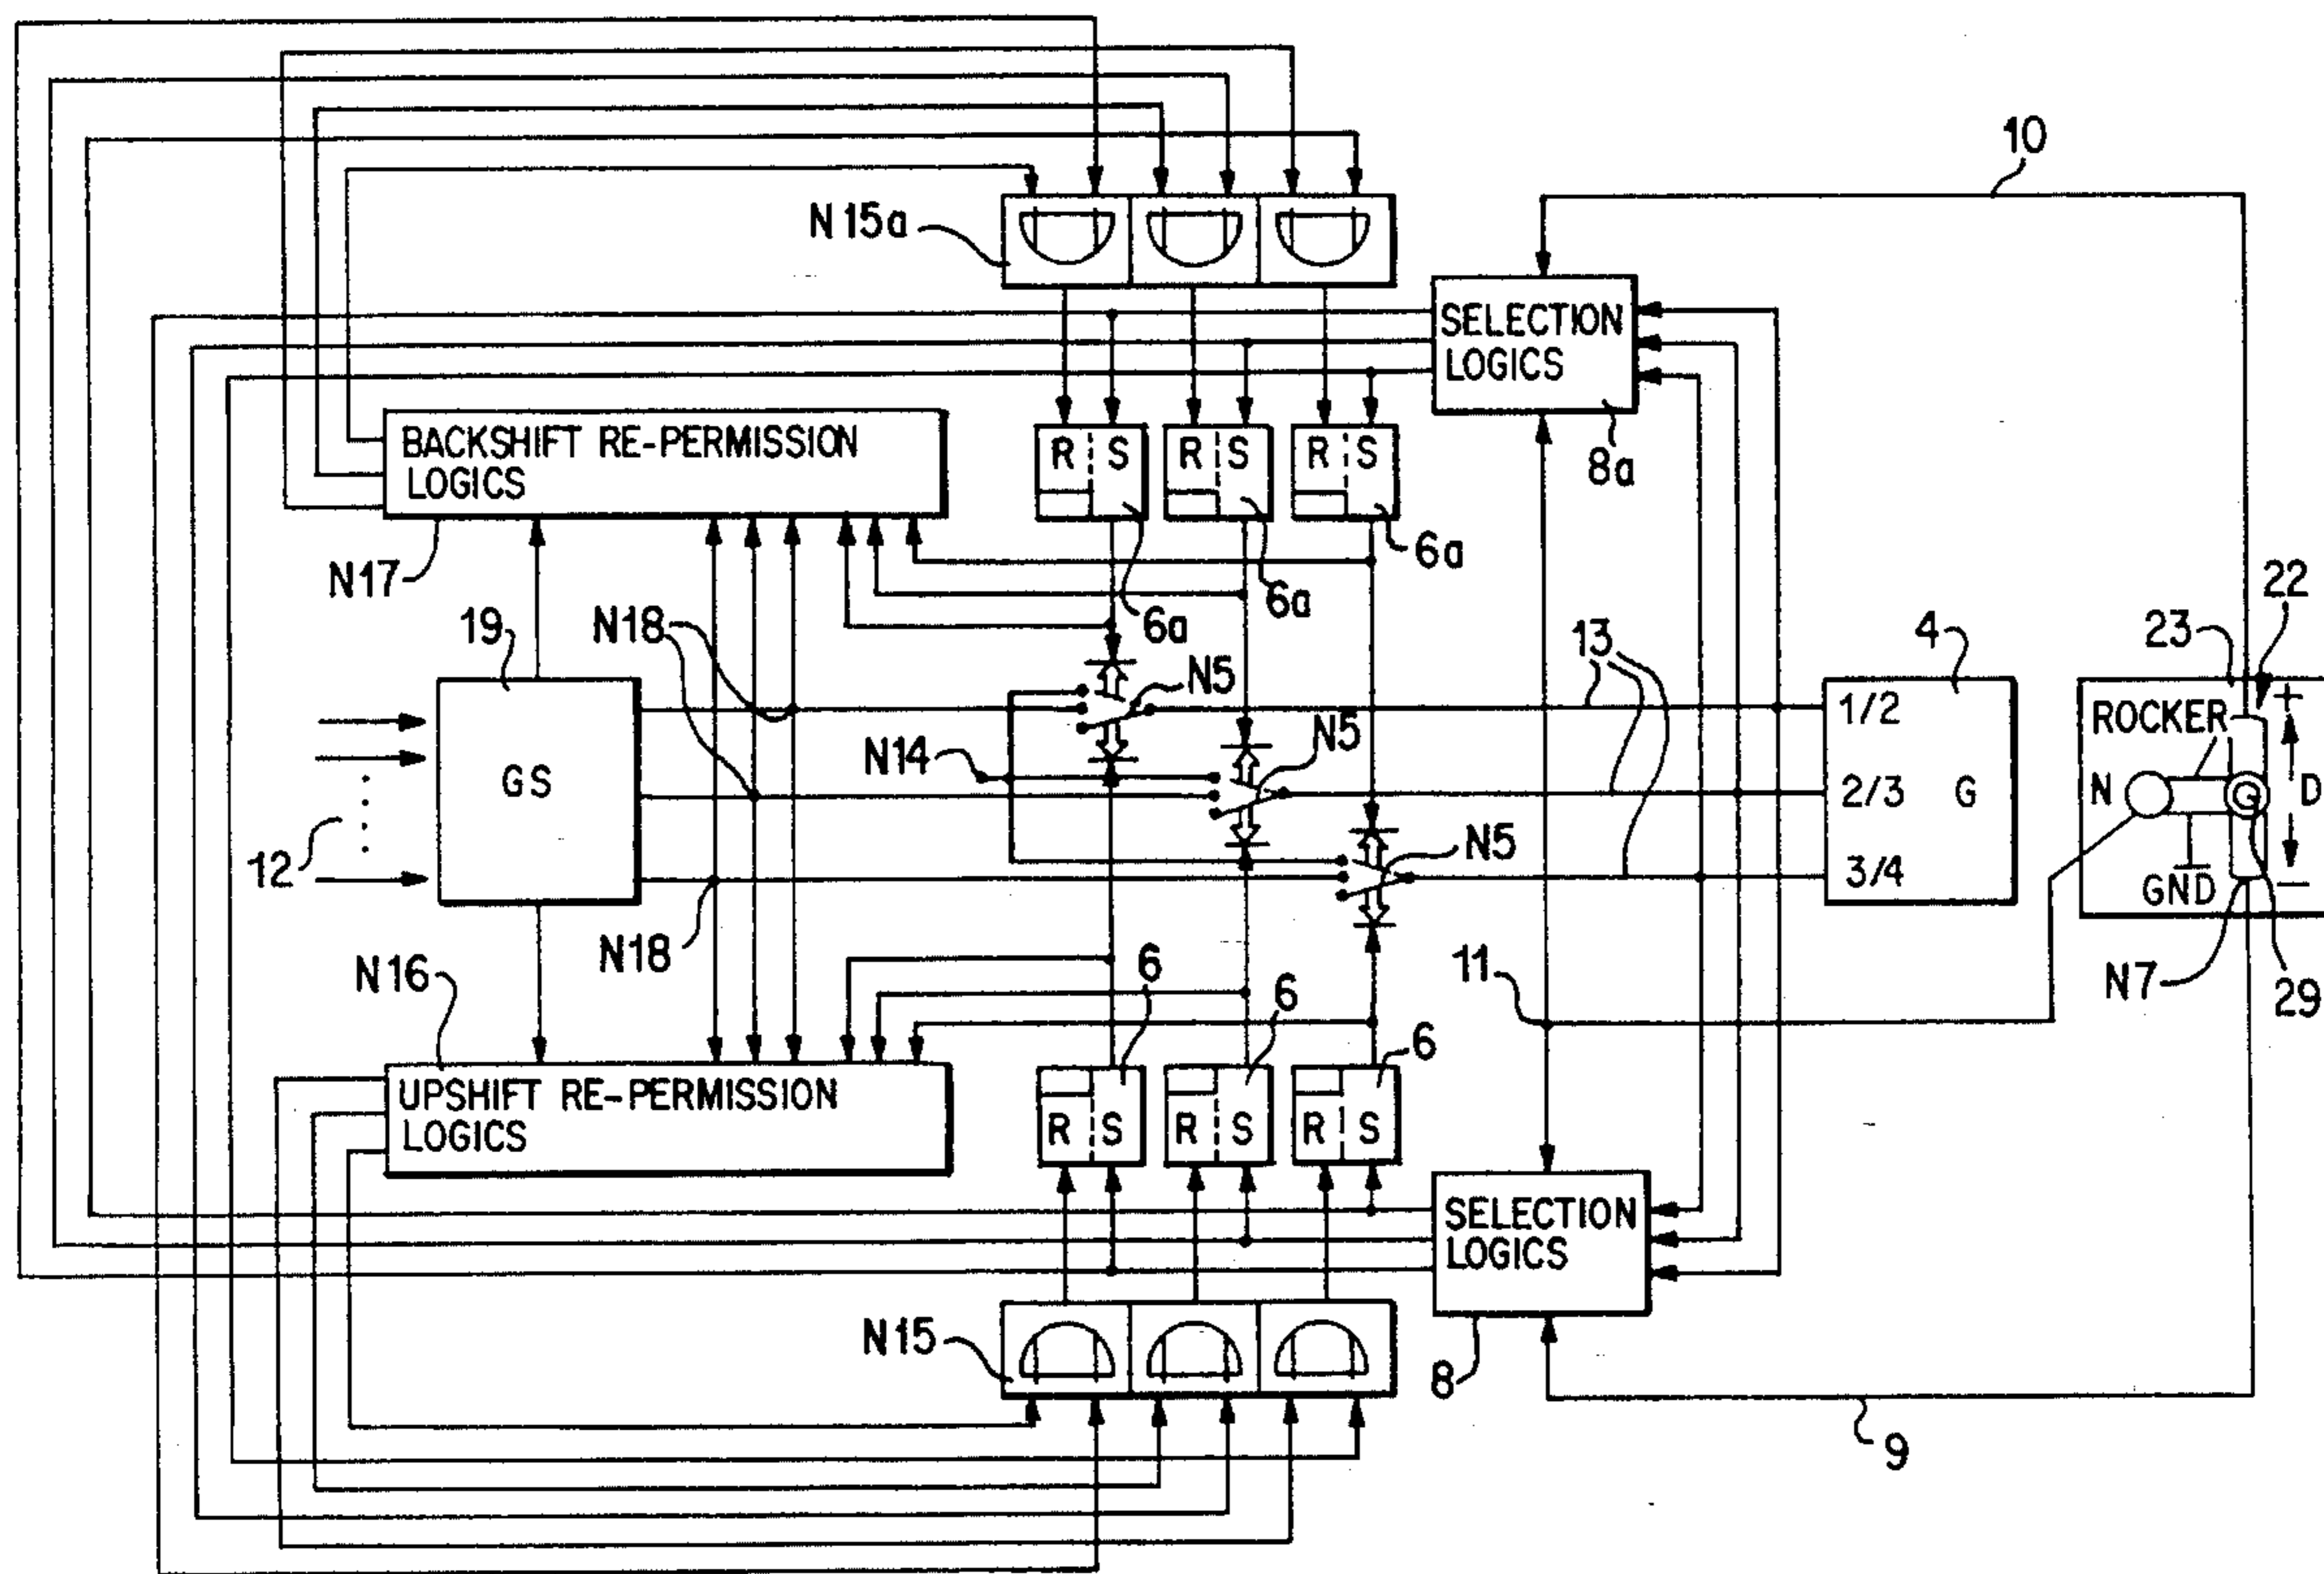 10
N15a
SELECTION
LOGICS
8a
R S
R S
R S
BACKSHIFT RE-PERMISSION
LOGICS
N17
6a
6a
6a
19
N18
N5
13
4
23
22
GS
12
N14
N5
N5
1/2
2/3 G
3/4
ROCKER
+
N
D
GND
−
N7
29
N18
N16
11
6
6
6
UPSHIFT RE-PERMISSION
LOGICS
R S
R S
R S
SELECTION
LOGICS
N15
8
9